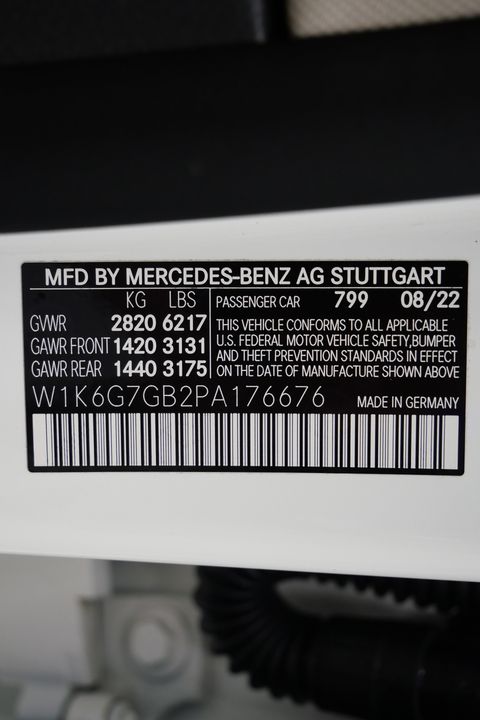 MFD BY MERCEDES-BENZ AG STUTTGART
KG LBS
GVWR 2820 6217
GAWR FRONT 1420 3131
GAWR REAR 1440 3175
PASSENGER CAR 799 08/22
THIS VEHICLE CONFORMS TO ALL APPLICABLE
U.S. FEDERAL MOTOR VEHICLE SAFETY,BUMPER
AND THEFT PREVENTION STANDARDS IN EFFECT
ON THE DATE OF MANUFACTURE SHOWN ABOVE
W1K6G7GB2PA176676
MADE IN GERMANY